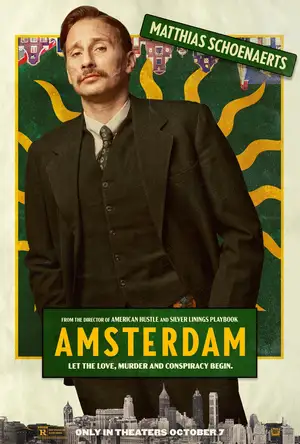 MATTHIAS SCHOENAERTS
FROM THE DIRECTOR OF AMERICAN HUSTLE AND SILVER LININGS PLAYBOOK
AMSTERDAM
LET THE LOVE, MURDER AND CONSPIRACY BEGIN.
R
ONLY IN THEATERS OCTOBER 7